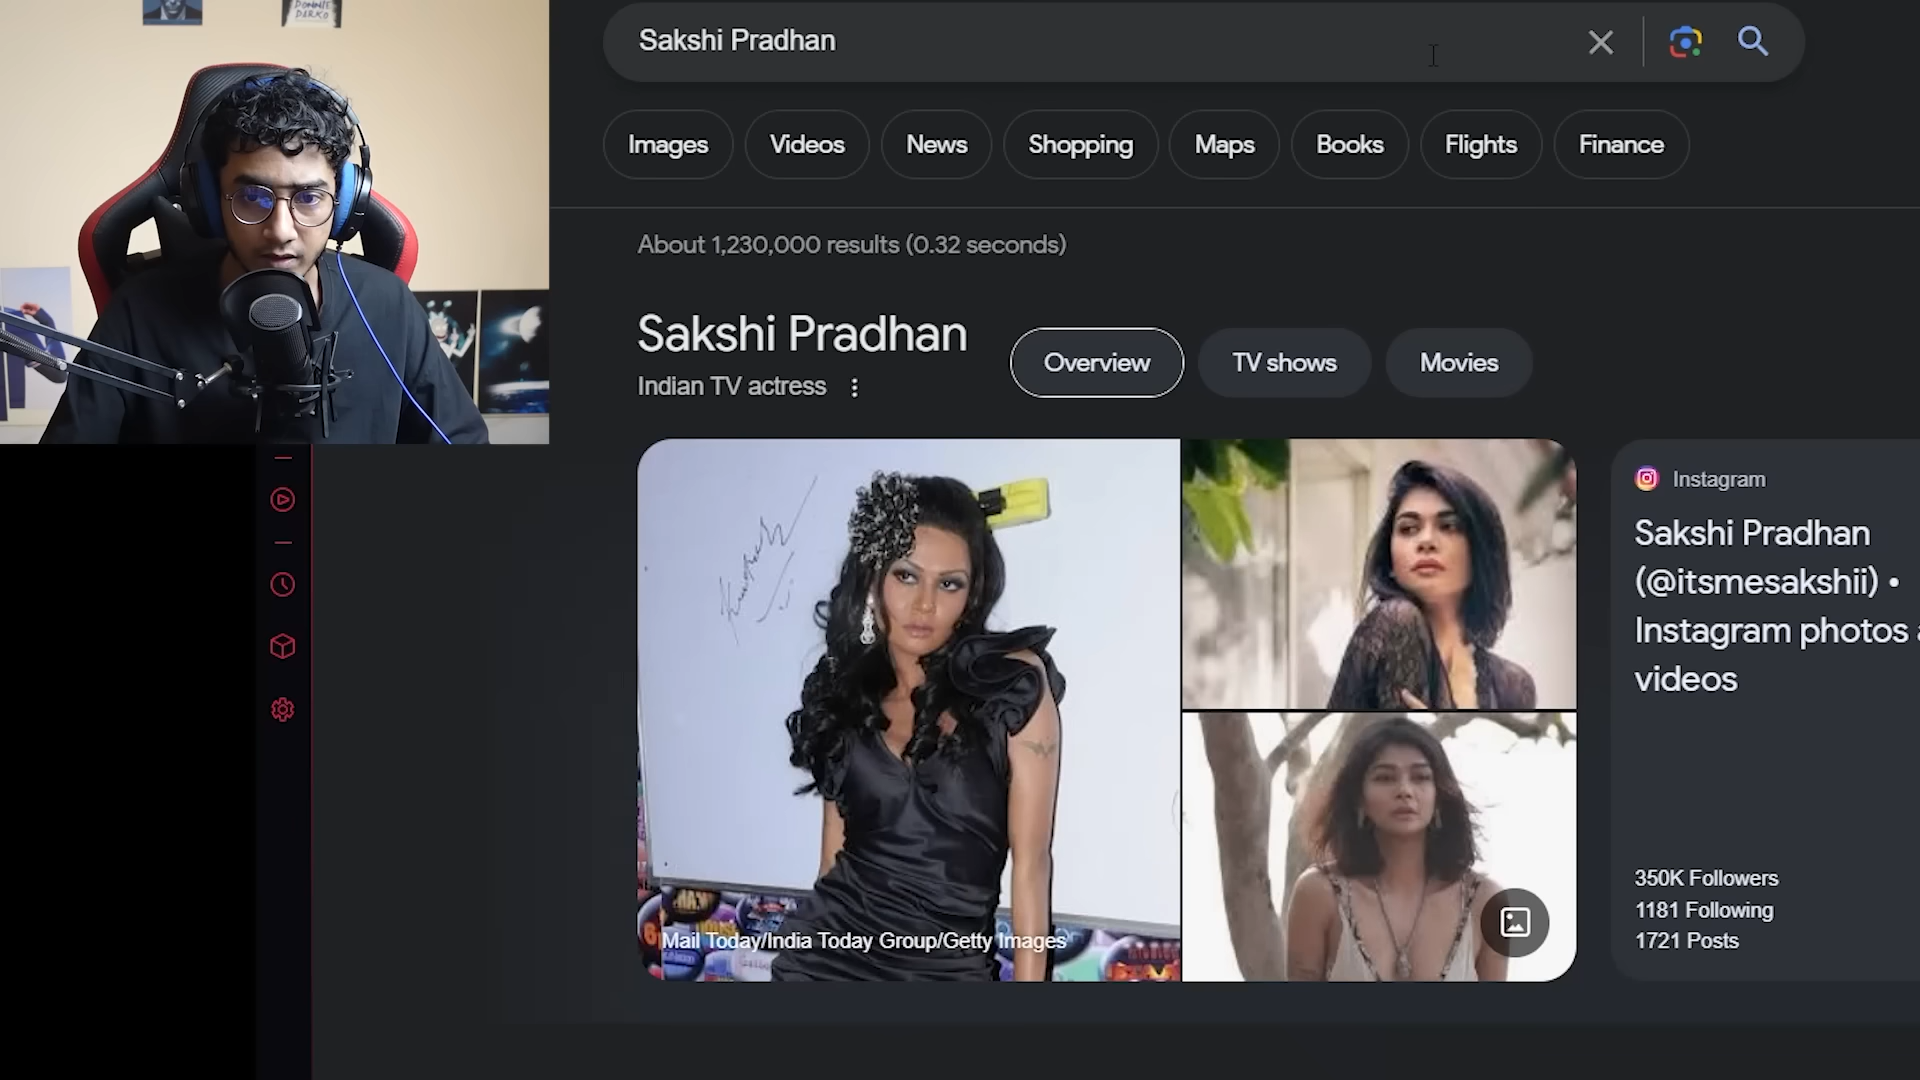 DONNIE
DARKO
Sakshi Pradhan
Images
Videos
News
Shopping
Maps
Books
Flights
Finance
About 1,230,000 results (0.32 seconds)
Sakshi Pradhan
Indian TV actress
Overview
TV shows
Movies
Mail Today/India Today Group/Getty Images
Instagram
Sakshi Pradhan
(@itsmesakshii) •
Instagram photos a
videos
350K Followers
1181 Following
1721 Posts